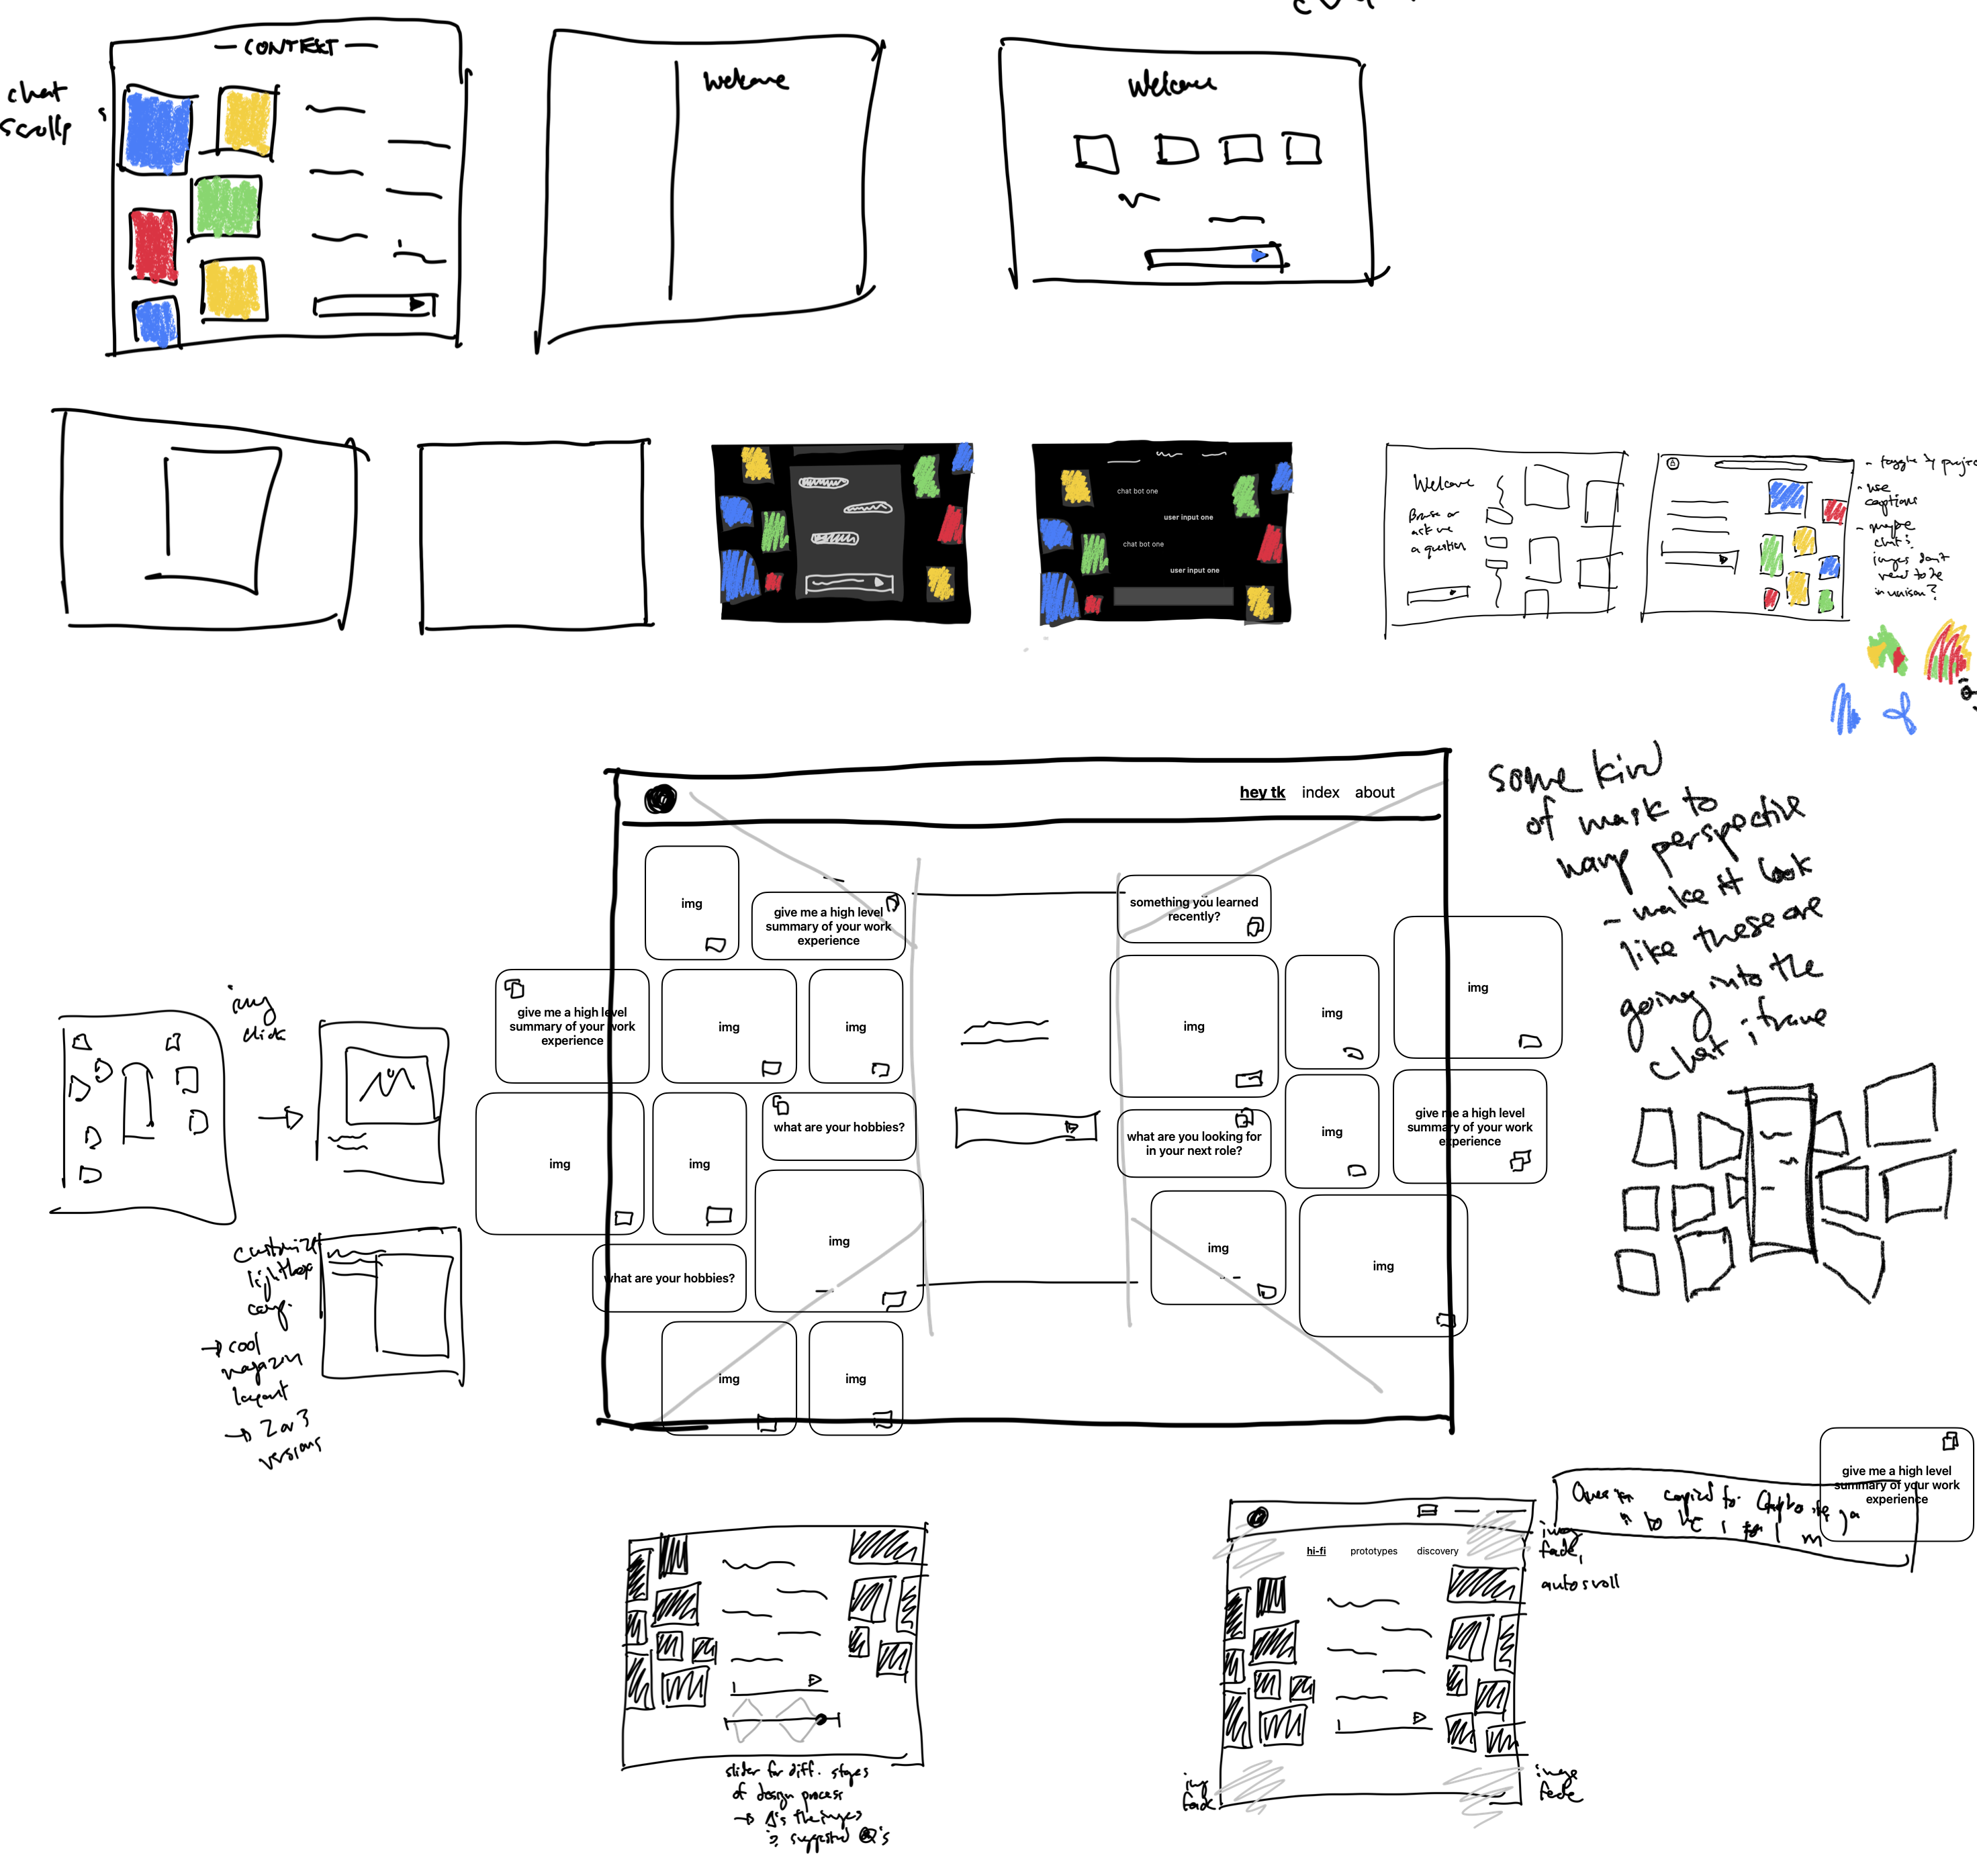 — CONTEXT —
chat
scrolls
Welcome
Welcome
chat bot one
user input one
chat bot one
user input one
Welcome
Browse or
ask me
a question
- toggle by project
- use
captions
- maybe
chat &
images don't
need to be
in unison?
some kind
of mask to
warp perspective
- make it look
like these are
going into the
chat iframe
hey tk index about
img
give me a high level
summary of your work
experience
something you learned
recently?
img
give me a high level
summary of your work
experience
img
img
img
img
img
img
what are your hobbies?
what are you looking for
in your next role?
img
give me a high level
summary of your work
experience
img
img
what are your hobbies?
img
img
img
img
img
img
click
customize
lightbox
→ cool
magazine
layout
→ 2 or 3
versions
slider for diff. stages
of design process
→ Δ's the images
& suggested Q's
hi-fi prototypes discovery
img
fade,
autoscroll
img
fade
image
fade
Question copied to
give me a high level
summary of your work
experience